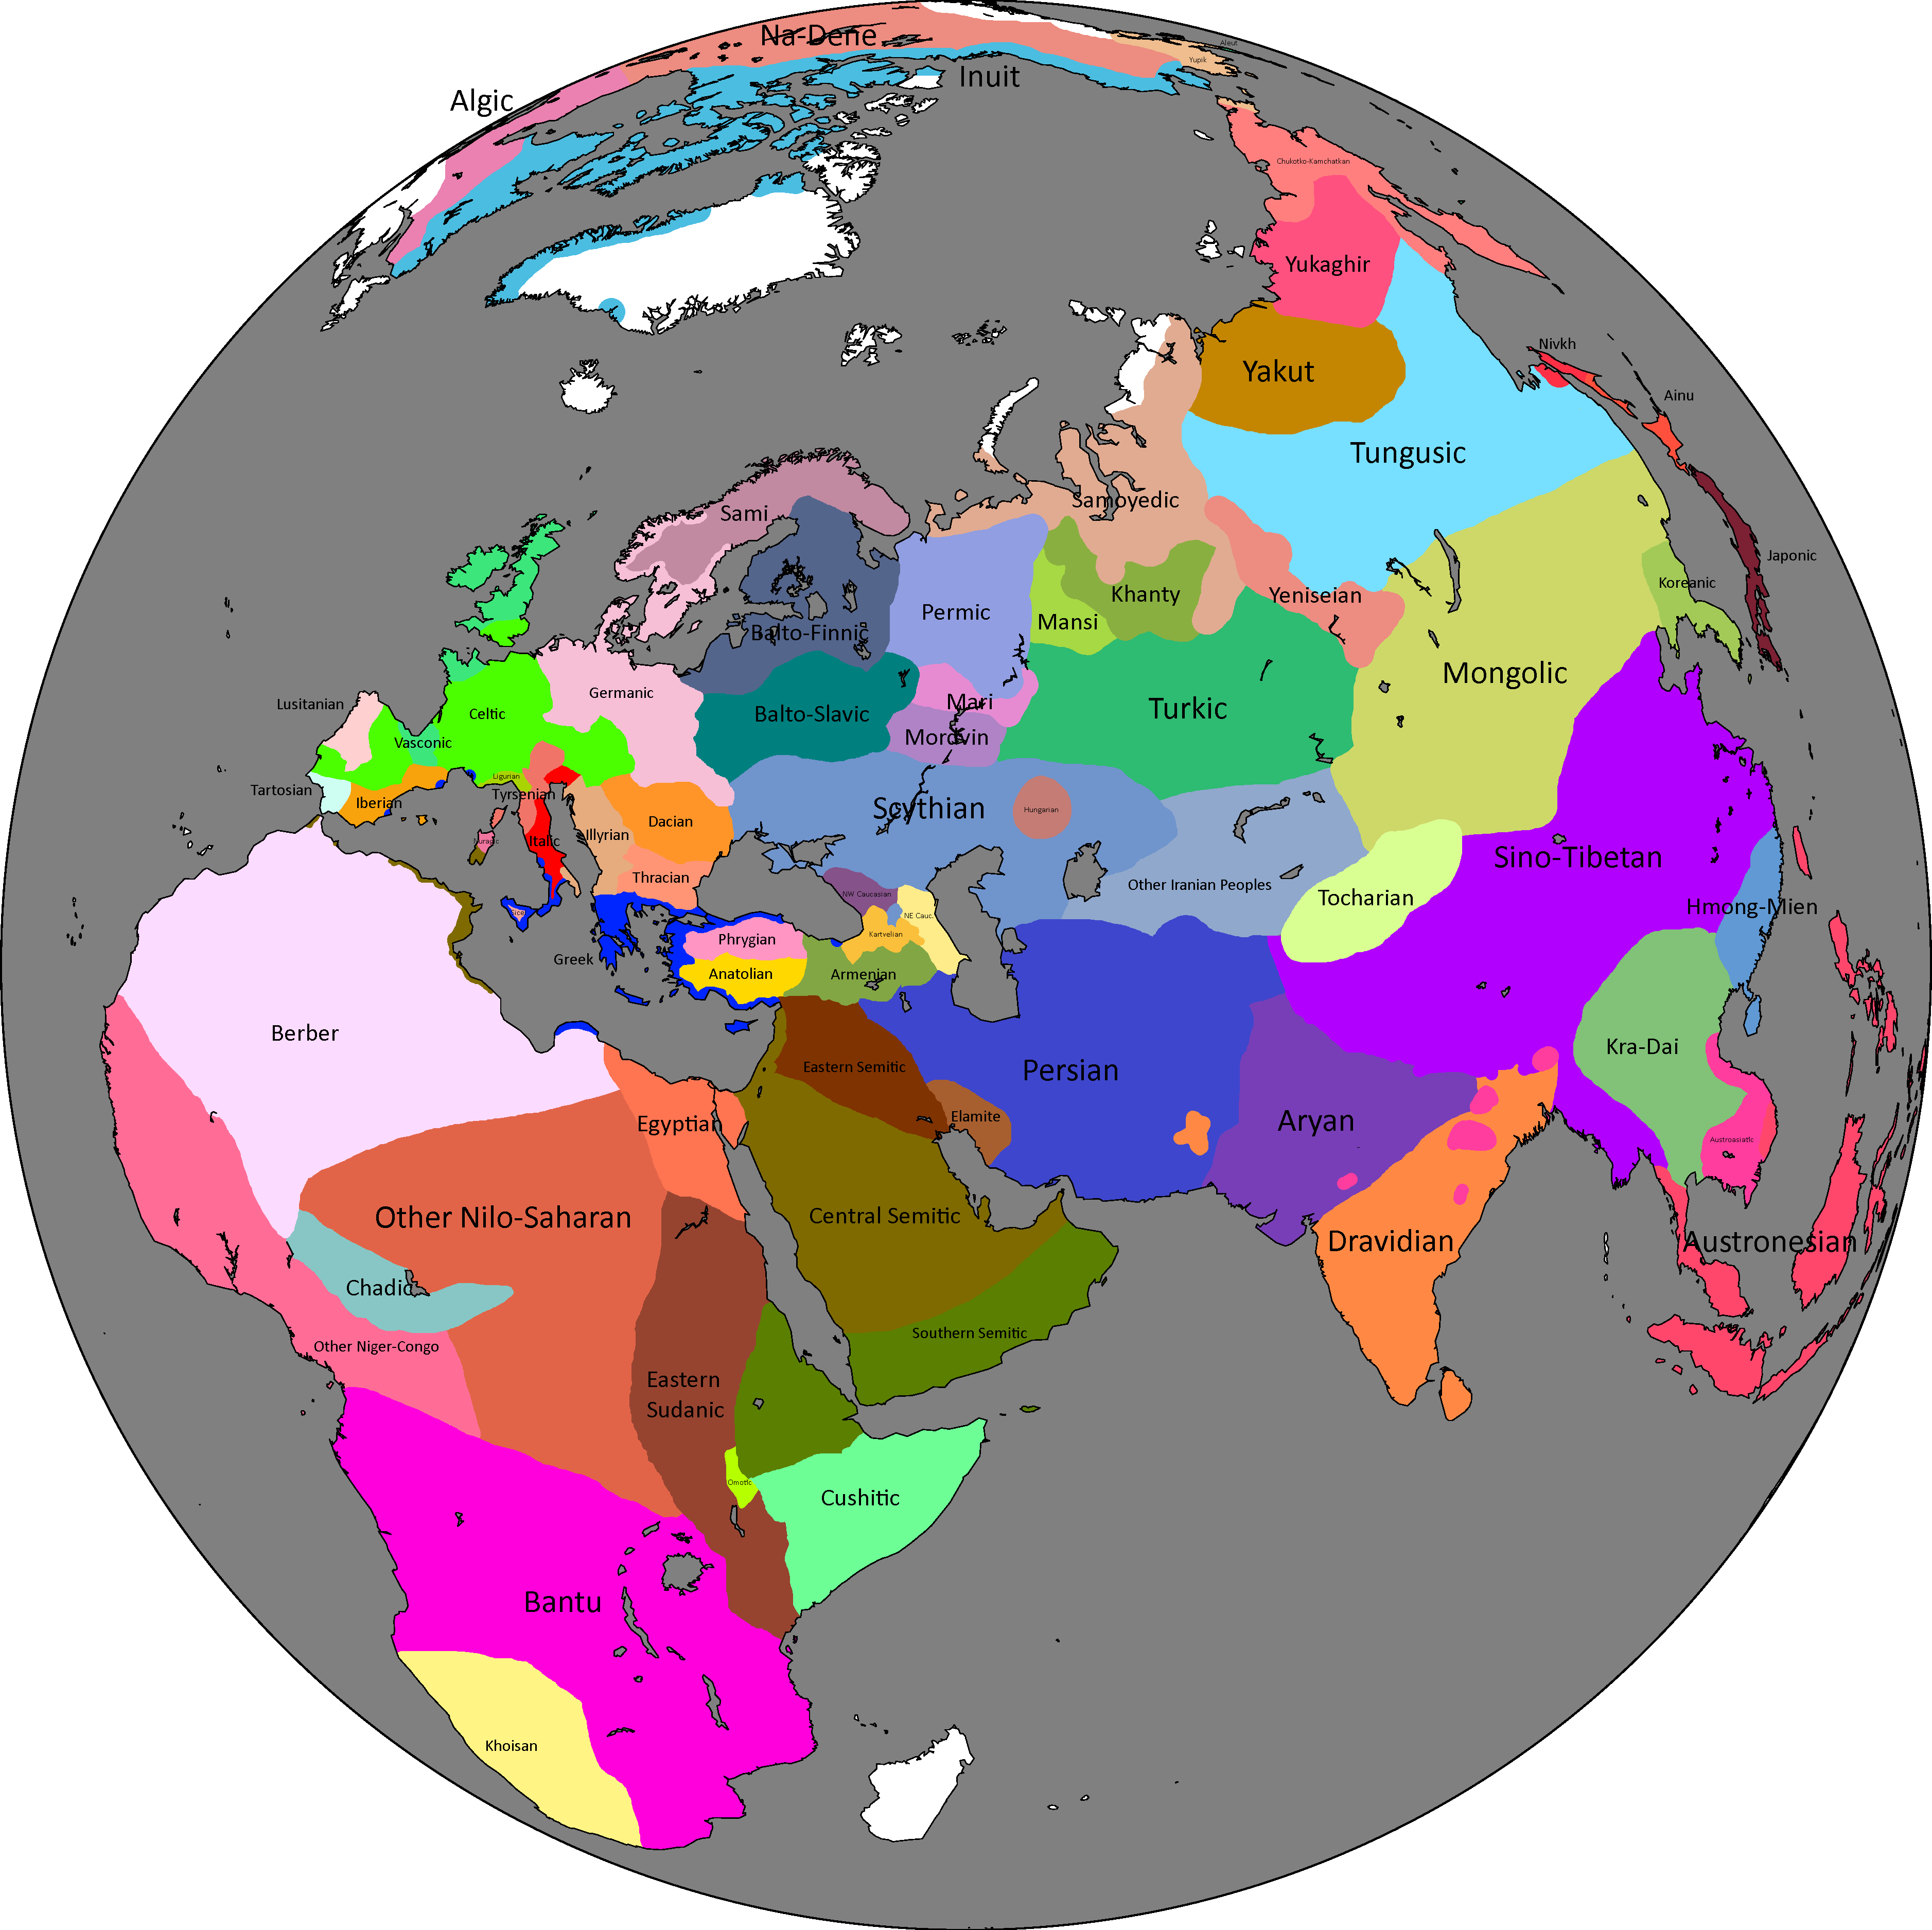 Na-Dene
Aleut
Yupik
Inuit
Algic
Chukotko-Kamchatkan
Yukaghir
Nivkh
Yakut
Ainu
Tungusic
Samoyedic
Sami
Japonic
Koreanic
Yeniseian
Khanty
Permic
Mansi
Balto-Finnic
Mongolic
Germanic
Lusitanian
Mari
Turkic
Celtic
Balto-Slavic
Mordvin
Vasconic
Ligurian
Tartosian
Tyrsenian
Iberian
Scythian
Hungarian
Dacian
Illyrian
Italic
Nuragic
Sino-Tibetan
Thracian
Other Iranian Peoples
NW Caucasian
Tocharian
Hmong-Mien
Sicel
NE Cauc.
Kartvelian
Phrygian
Greek
Anatolian
Armenian
Berber
Kra-Dai
Eastern Semitic
Persian
Elamite
Egyptian
Aryan
Austroasiatic
Other Nilo-Saharan
Central Semitic
Dravidian
Austronesian
Chadic
Southern Semitic
Other Niger-Congo
Eastern
Sudanic
Omotic
Cushitic
Bantu
Khoisan